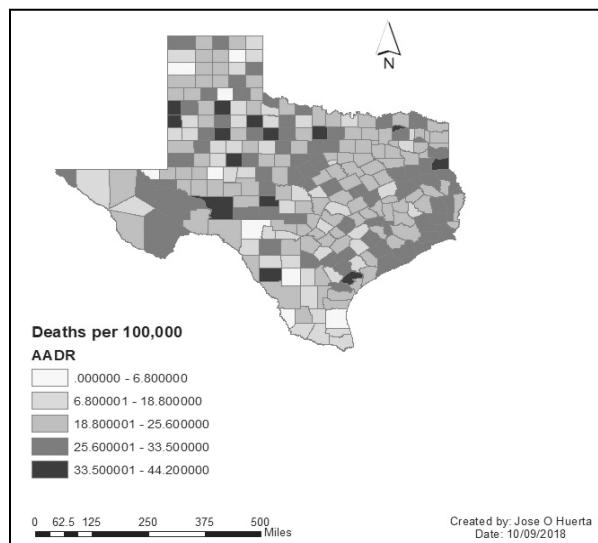 N
Deaths per 100,000
AADR
.000000 - 6.800000
6.800001 - 18.800000
18.800001 - 25.600000
25.600001 - 33.500000
33.500001 - 44.200000
0 62.5 125 250 375 500
Miles
Created by: Jose O Huerta
Date: 10/09/2018